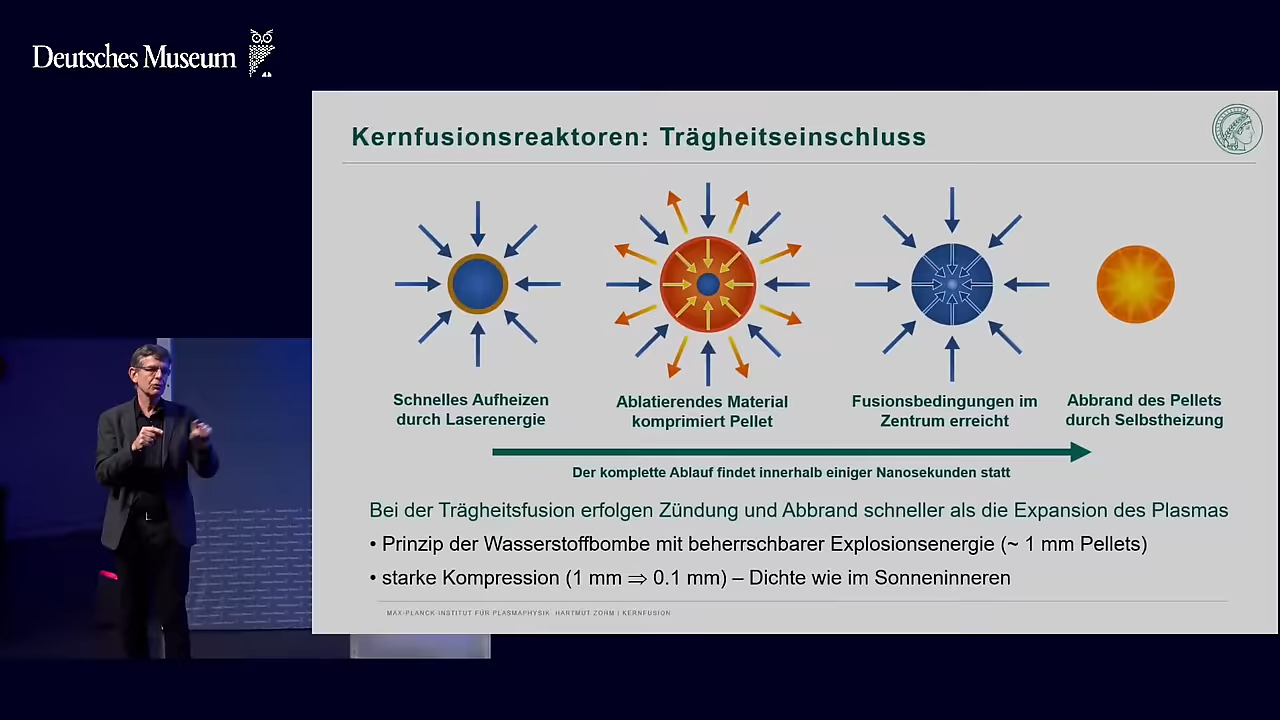 Deutsches Museum
Kernfusionsreaktoren: Trägheitseinschluss
Schnelles Aufheizen
durch Laserenergie
Ablatierendes Material
komprimiert Pellet
Fusionsbedingungen im
Zentrum erreicht
Abbrand des Pellets
durch Selbstheizung
Der komplette Ablauf findet innerhalb einiger Nanosekunden statt
Bei der Trägheitsfusion erfolgen Zündung und Abbrand schneller als die Expansion des Plasmas
• Prinzip der Wasserstoffbombe mit beherrschbarer Explosionsenergie (~ 1 mm Pellets)
• starke Kompression (1 mm ⇒ 0.1 mm) – Dichte wie im Sonneninneren
MAX-PLANCK-INSTITUT FÜR PLASMAPHYSIK HARTMUT ZOHM | KERNFUSION